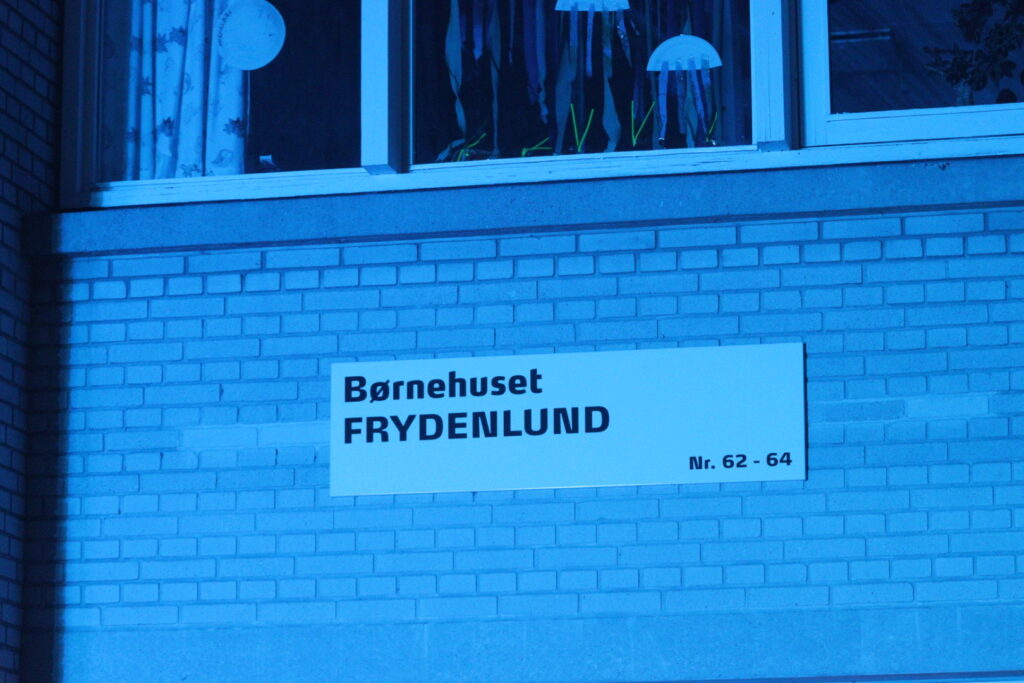 Børnehuset
FRYDENLUND
Nr. 62 - 64